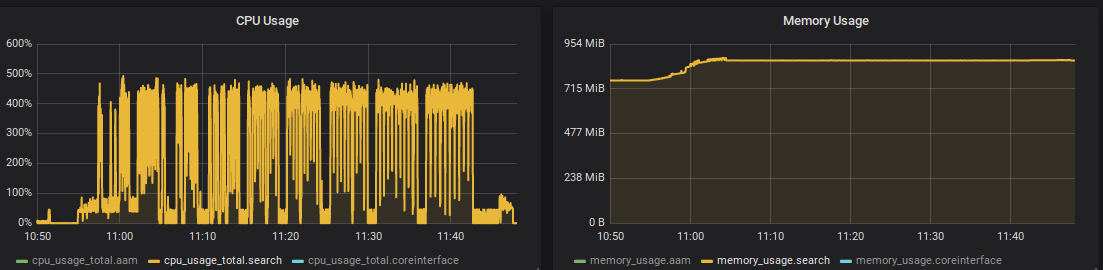 CPU Usage
600%
500%
400%
300%
200%
100%
0%
10:50 11:00 11:10 11:20 11:30 11:40
cpu_usage_total.aam cpu_usage_total.search cpu_usage_total.coreinterface
Memory Usage
954 MiB
715 MiB
477 MiB
238 MiB
0 B
10:50 11:00 11:10 11:20 11:30 11:40
memory_usage.aam memory_usage.search memory_usage.coreinterface